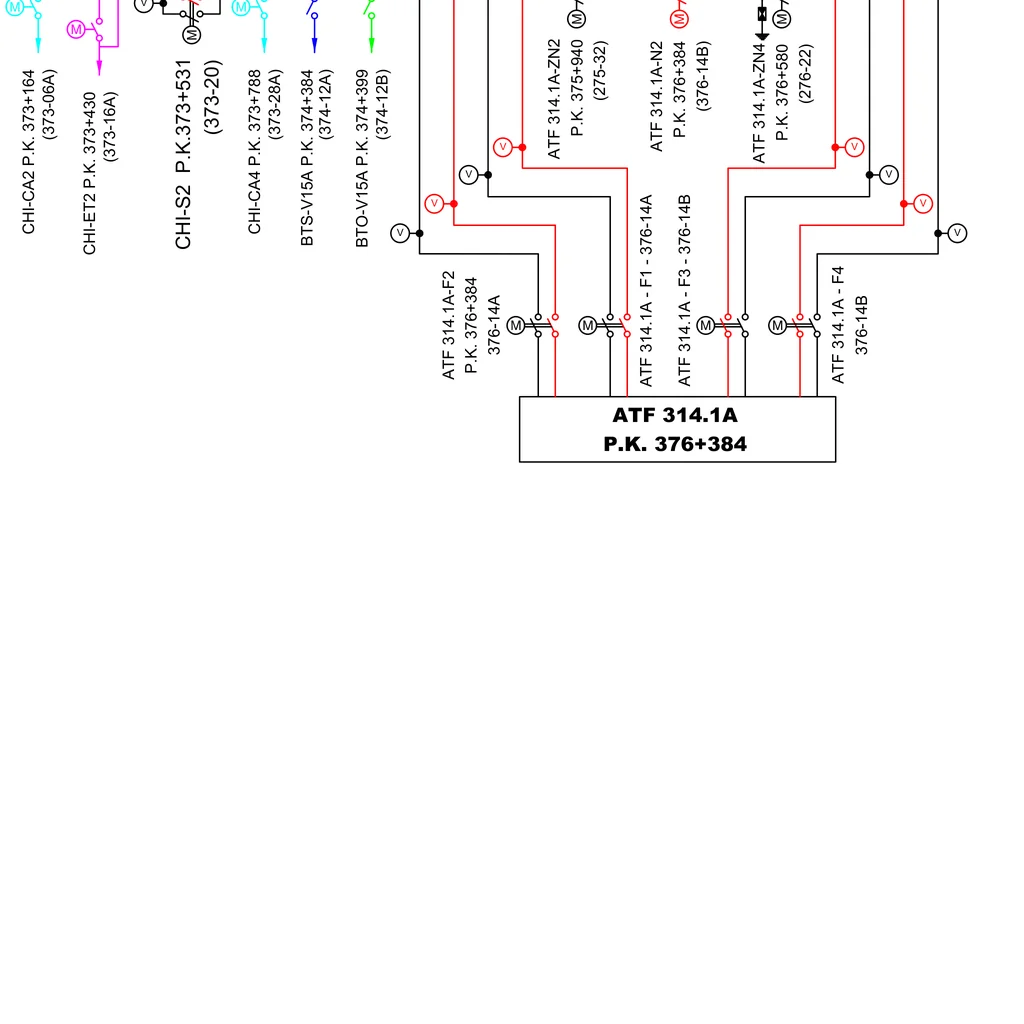 M
M
V
M
M
M
M
M
CHI-CA2 P.K. 373+164
(373-06A)
CHI-ET2 P.K. 373+430
(373-16A)
CHI-S2 P.K.373+531
(373-20)
CHI-CA4 P.K. 373+788
(373-28A)
BTS-V15A P.K. 374+384
(374-12A)
BTO-V15A P.K. 374+399
(374-12B)
ATF 314.1A-ZN2
P.K. 375+940
(275-32)
ATF 314.1A-N2
P.K. 376+384
(376-14B)
ATF 314.1A-ZN4
P.K. 376+580
(276-22)
V
V
V
V
V
V
V
V
ATF 314.1A-F2
P.K. 376+384
376-14A
M
M
ATF 314.1A - F1 - 376-14A
ATF 314.1A - F3 - 376-14B
M
M
ATF 314.1A - F4
376-14B
ATF 314.1A
P.K. 376+384